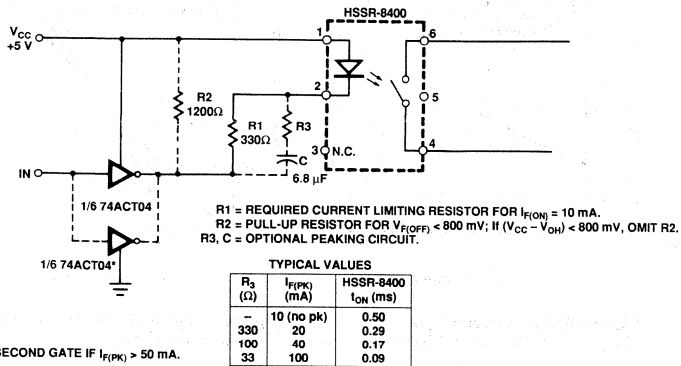 HSSR-8400
VCC
+5 V
1
6
2
5
3
N.C.
4
R2
1200Ω
R1
330Ω
R3
C
6.8 µF
IN
1/6 74ACT04
1/6 74ACT04*
R1 = REQUIRED CURRENT LIMITING RESISTOR FOR IF(ON) = 10 mA.
R2 = PULL-UP RESISTOR FOR VF(OFF) < 800 mV; If (VCC – VOH) < 800 mV, OMIT R2.
R3, C = OPTIONAL PEAKING CIRCUIT.
TYPICAL VALUES
R3 (Ω) IF(PK) (mA) HSSR-8400 tON (ms)
– 10 (no pk) 0.50
330 20 0.29
100 40 0.17
33 100 0.09
SECOND GATE IF IF(PK) > 50 mA.